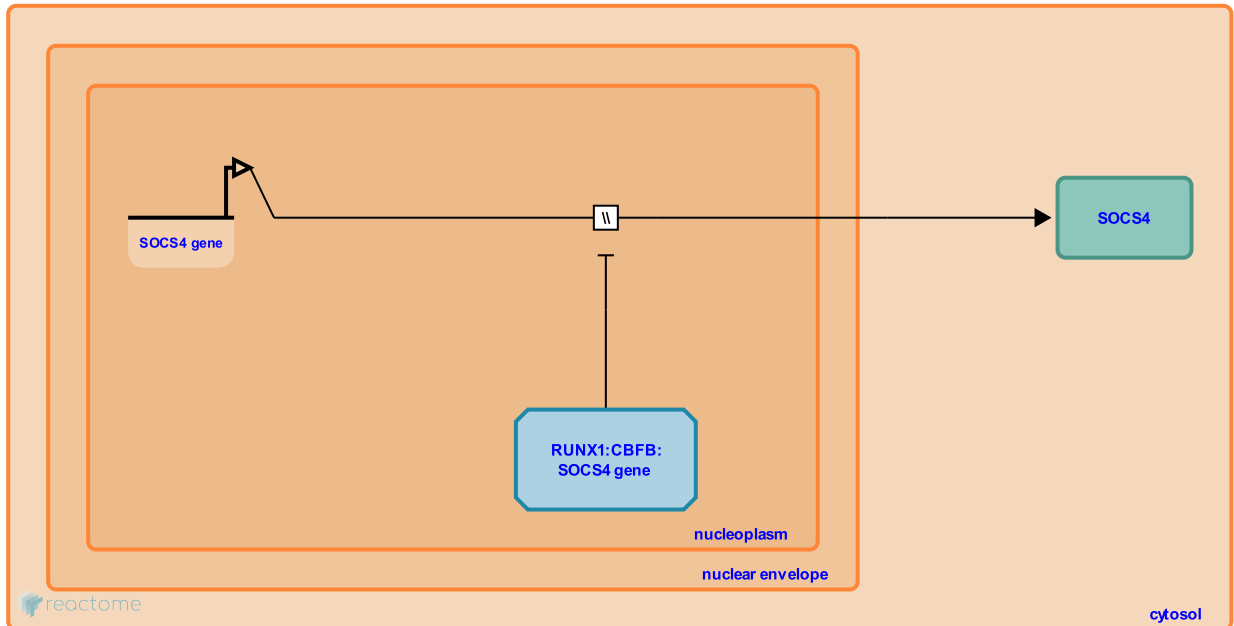 SOCS4 gene
\\
SOCS4
RUNX1:CBFB:
SOCS4 gene
nucleoplasm
nuclear envelope
reactome
cytosol